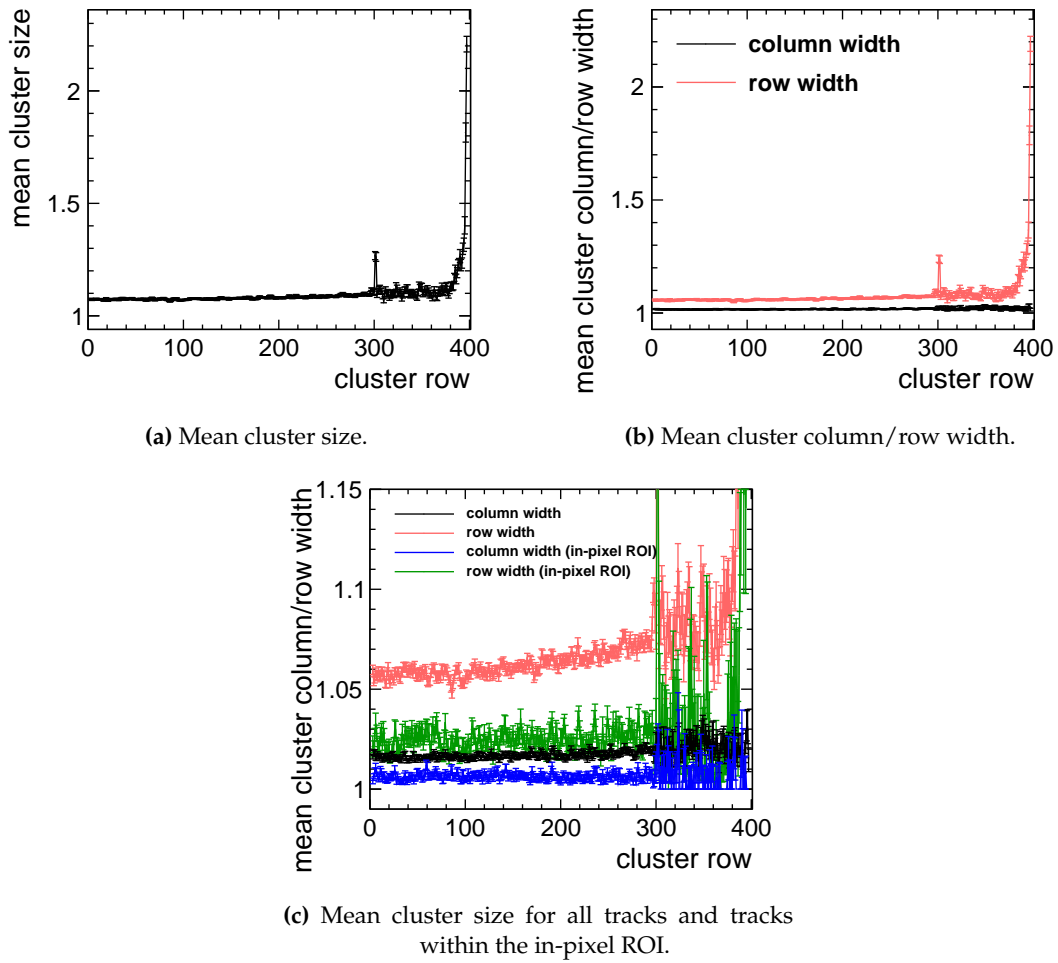 mean cluster size
2
1.5
1
0 100 200 300 400
cluster row
(a) Mean cluster size.
mean cluster column/row width
column width
row width
2
1.5
1
0 100 200 300 400
cluster row
(b) Mean cluster column/row width.
mean cluster column/row width
1.15
column width
row width
column width (in-pixel ROI)
row width (in-pixel ROI)
1.1
1.05
1
0 100 200 300 400
cluster row
(c) Mean cluster size for all tracks and tracks
within the in-pixel ROI.